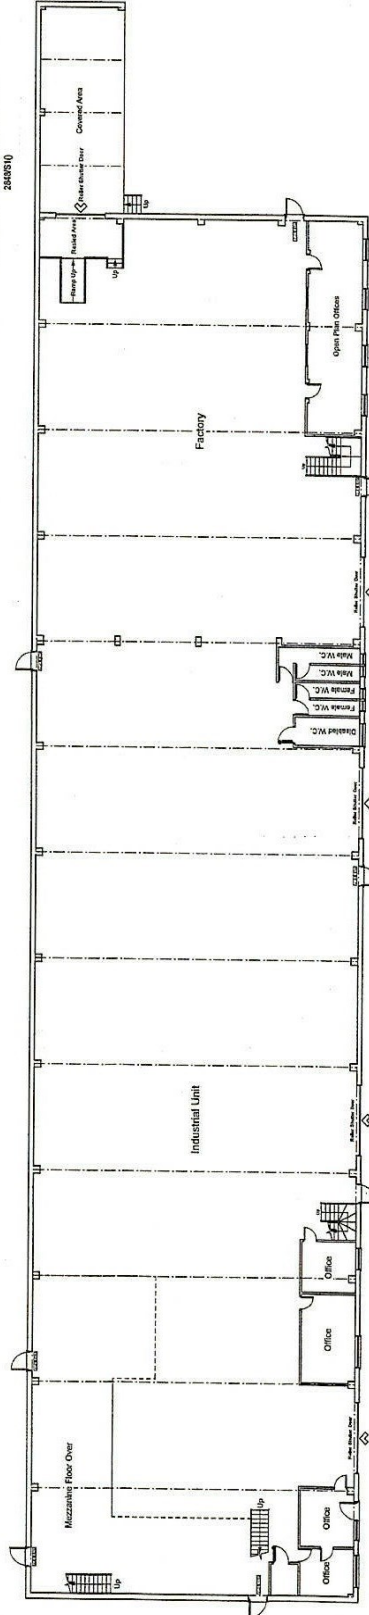 2848/S1()
Covered Area
Roller Shutter Door
Up
Raised Area
Ramp Up
Up
Open Plan Offices
Factory
Up
Roller Shutter Door
Male W.C.
Male W.C.
Female W.C.
Female W.C.
Disabled W.C.
Roller Shutter Door
Industrial Unit
Roller Shutter Door
Up
Office
Office
Mezzanine Floor Over
Roller Shutter Door
Up
Office
Office
Up